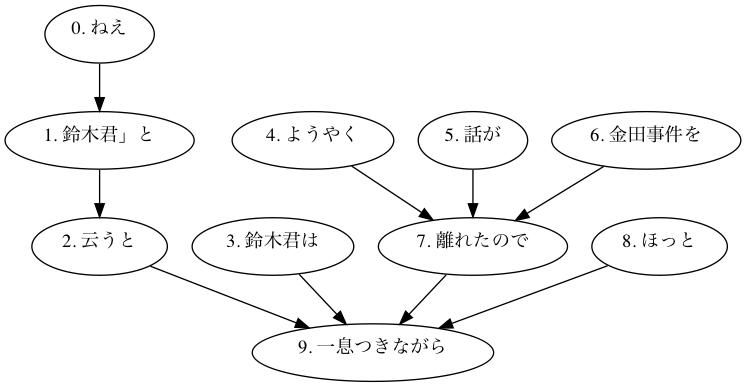 0. ねえ
1. 鈴木君」と
4. ようやく
5. 話が
6. 金田事件を
2. 云うと
3. 鈴木君は
7. 離れたので
8. ほっと
9. 一息つきながら